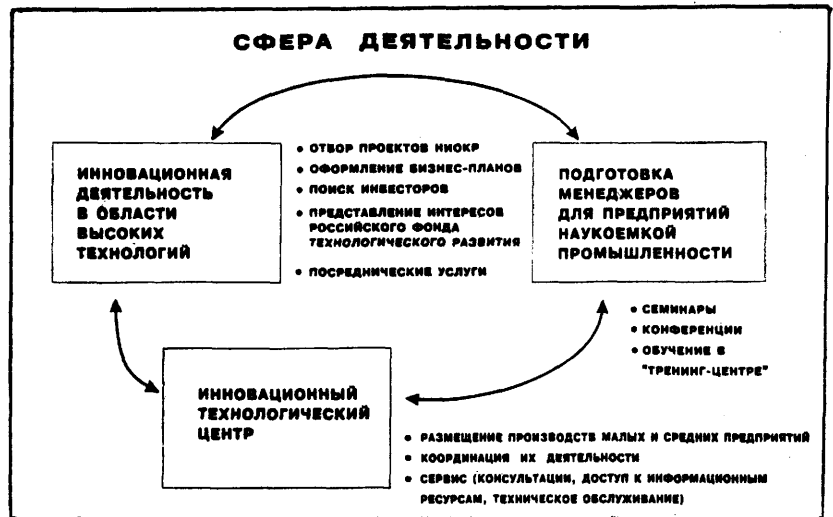 СФЕРА ДЕЯТЕЛЬНОСТИ
ИННОВАЦИОННАЯ
ДЕЯТЕЛЬНОСТЬ
В ОБЛАСТИ
ВЫСОКИХ
ТЕХНОЛОГИЙ
• ОТБОР ПРОЕКТОВ НИОКР
• ОФОРМЛЕНИЕ БИЗНЕС-ПЛАНОВ
• ПОИСК ИНВЕСТОРОВ
• ПРЕДСТАВЛЕНИЕ ИНТЕРЕСОВ
РОССИЙСКОГО ФОНДА
ТЕХНОЛОГИЧЕСКОГО РАЗВИТИЯ
• ПОСРЕДНИЧЕСКИЕ УСЛУГИ
ПОДГОТОВКА
МЕНЕДЖЕРОВ
ДЛЯ ПРЕДПРИЯТИЙ
НАУКОЕМКОЙ
ПРОМЫШЛЕННОСТИ
• СЕМИНАРЫ
• КОНФЕРЕНЦИИ
• ОБУЧЕНИЕ В
"ТРЕНИНГ-ЦЕНТРЕ"
ИННОВАЦИОННЫЙ
ТЕХНОЛОГИЧЕСКИЙ
ЦЕНТР
• РАЗМЕЩЕНИЕ ПРОИЗВОДСТВ МАЛЫХ И СРЕДНИХ ПРЕДПРИЯТИЙ
• КООРДИНАЦИЯ ИХ ДЕЯТЕЛЬНОСТИ
• СЕРВИС (КОНСУЛЬТАЦИИ, ДОСТУП К ИНФОРМАЦИОННЫМ
РЕСУРСАМ, ТЕХНИЧЕСКОЕ ОБСЛУЖИВАНИЕ)